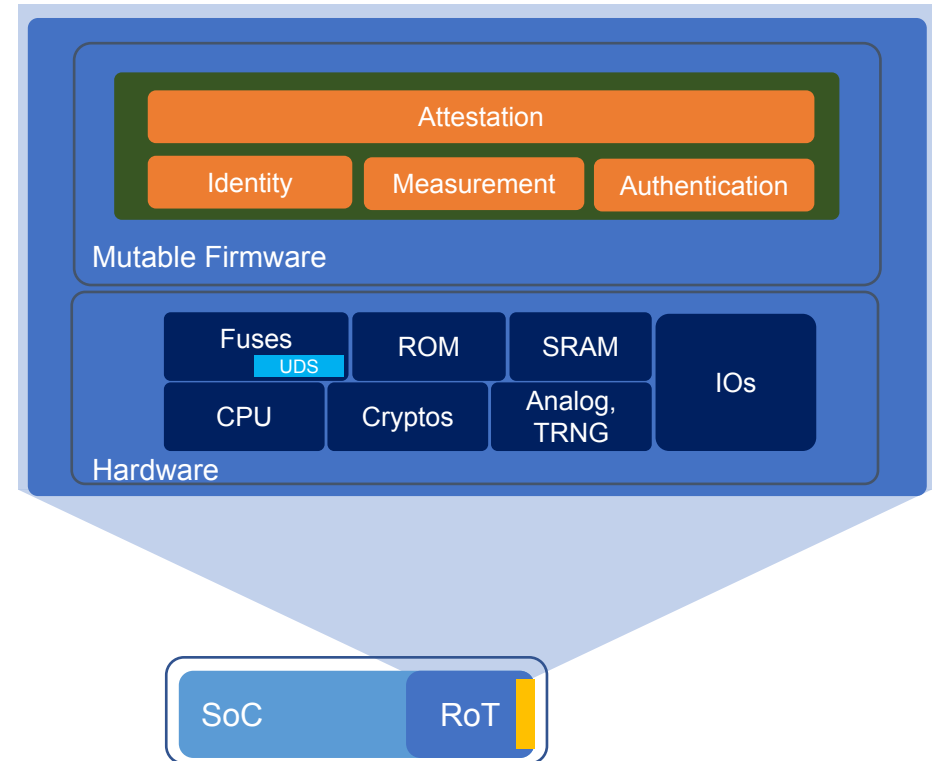 Attestation
Identity
Measurement
Authentication
Mutable Firmware
Fuses
UDS
ROM
SRAM
IOs
CPU
Cryptos
Analog,
TRNG
Hardware
SoC
RoT